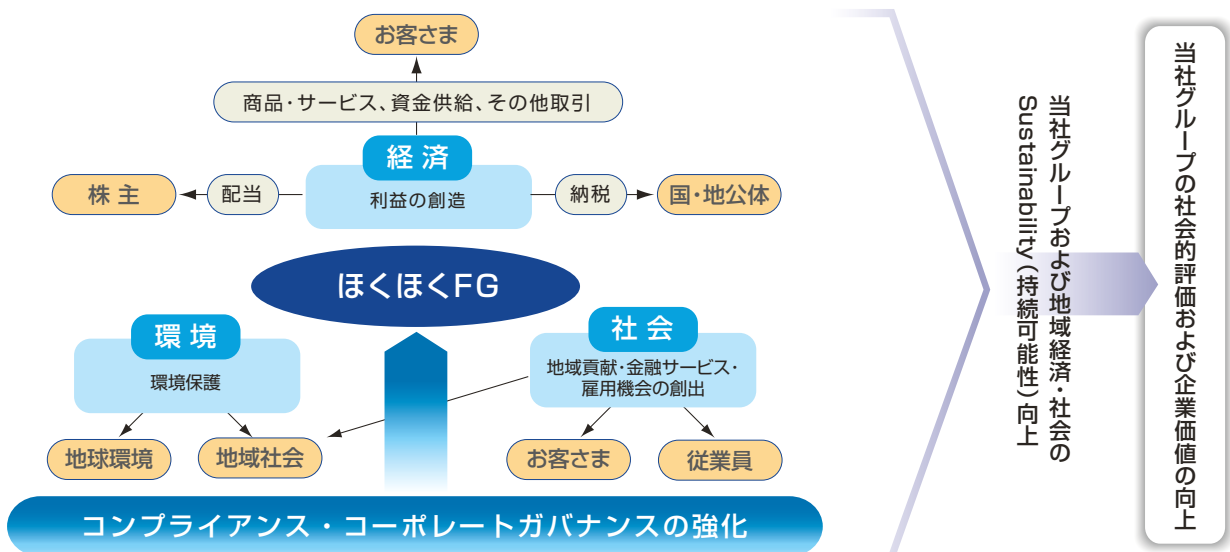 お客さま
商品・サービス、資金供給、その他取引
経済
利益の創造
株主
配当
納税
国・地公体
ほくほくFG
環境
環境保護
社会
地域貢献・金融サービス・
雇用機会の創出
地球環境
地域社会
お客さま
従業員
コンプライアンス・コーポレートガバナンスの強化
当社グループおよび地域経済・社会の
Sustainability(持続可能性)向上
当社グループの社会的評価および企業価値の向上